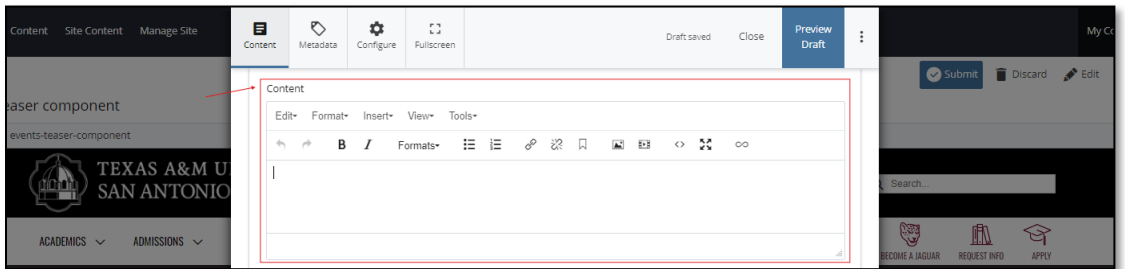 Content Site Content Manage Site
Content Metadata Configure Fullscreen
Draft saved Close Preview Draft
My Co
Submit Discard Edit
easer component
events-teaser-component
Content
Edit Format Insert View Tools
B I Formats
TEXAS A&M U
SAN ANTONIO
Search...
ACADEMICS ADMISSIONS
BECOME A JAGUAR REQUEST INFO APPLY